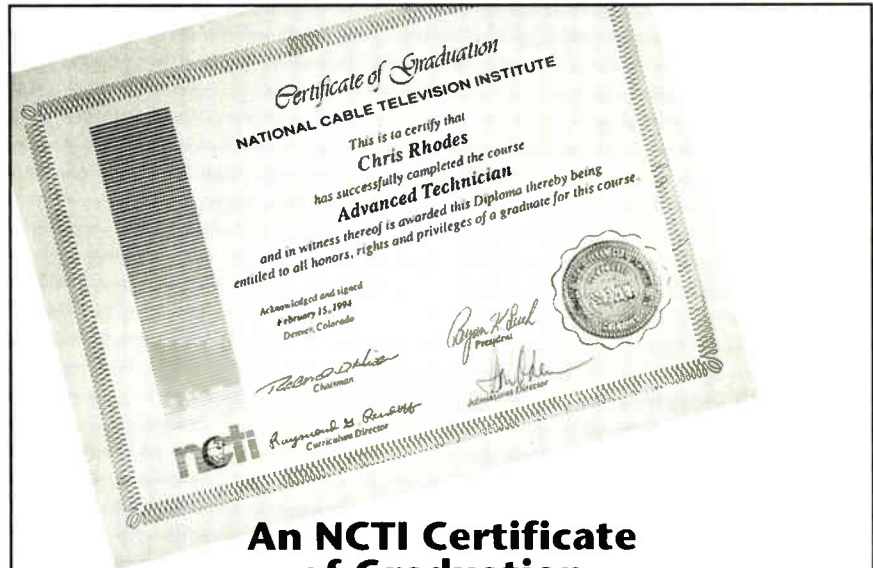 Certificate of Graduation
NATIONAL CABLE TELEVISION INSTITUTE
This is to certify that
Chris Rhodes
has successfully completed the course
Advanced Technician
and in witness thereof is awarded this Diploma thereby being
entitled to all honors, rights and privileges of a graduate for this course.
Acknowledged and signed
February 15, 1994
Denver, Colorado
President
Chairman
Director
Curriculum Director
ncti
An NCTI Certificate
of Graduation